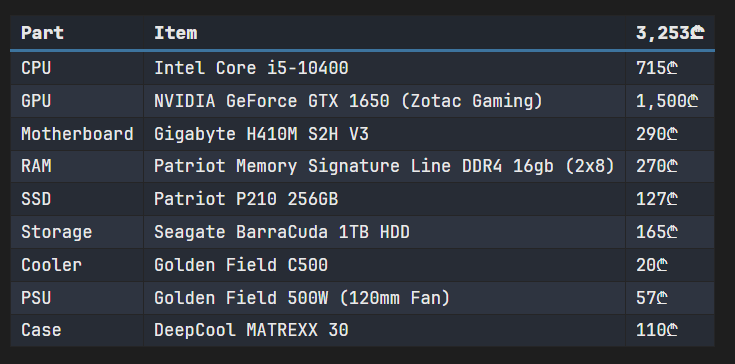 Part Item 3,253₾
CPU Intel Core i5-10400 715₾
GPU NVIDIA GeForce GTX 1650 (Zotac Gaming) 1,500₾
Motherboard Gigabyte H410M S2H V3 290₾
RAM Patriot Memory Signature Line DDR4 16gb (2x8) 270₾
SSD Patriot P210 256GB 127₾
Storage Seagate BarraCuda 1TB HDD 165₾
Cooler Golden Field C500 20₾
PSU Golden Field 500W (120mm Fan) 57₾
Case DeepCool MATREXX 30 110₾